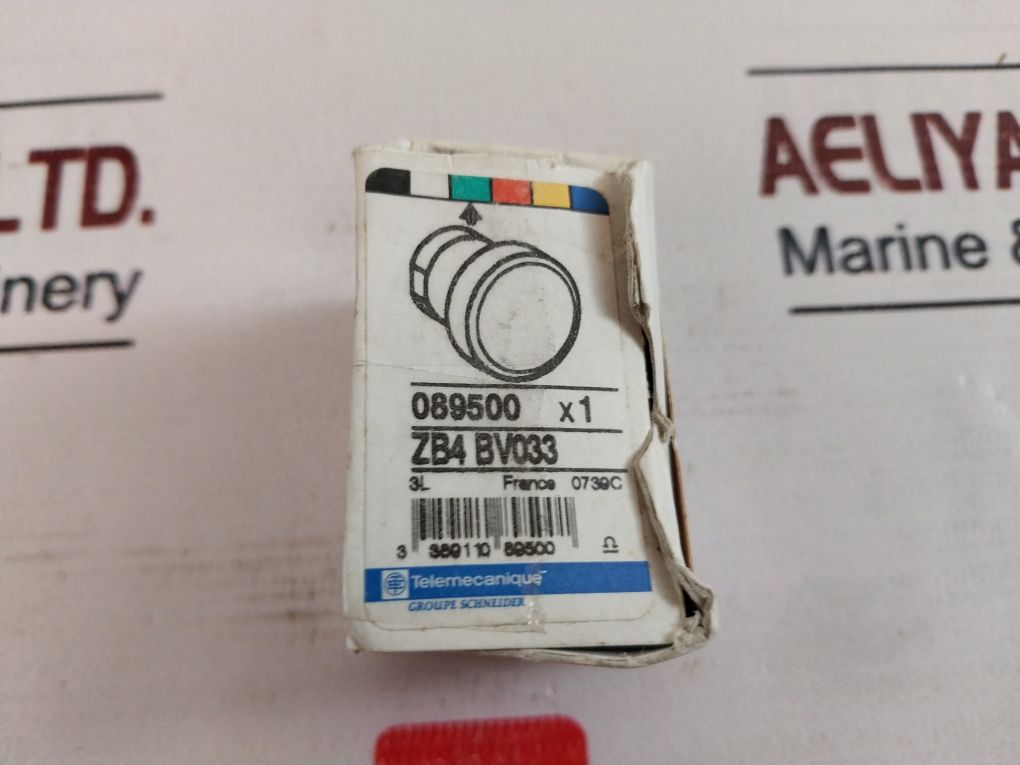 LTD.
nery
AELIYA
Marine &
089500 x1
ZB4 BV033
3L France 0739C
3 389110 89500
Telemecanique
GROUPE SCHNEIDER